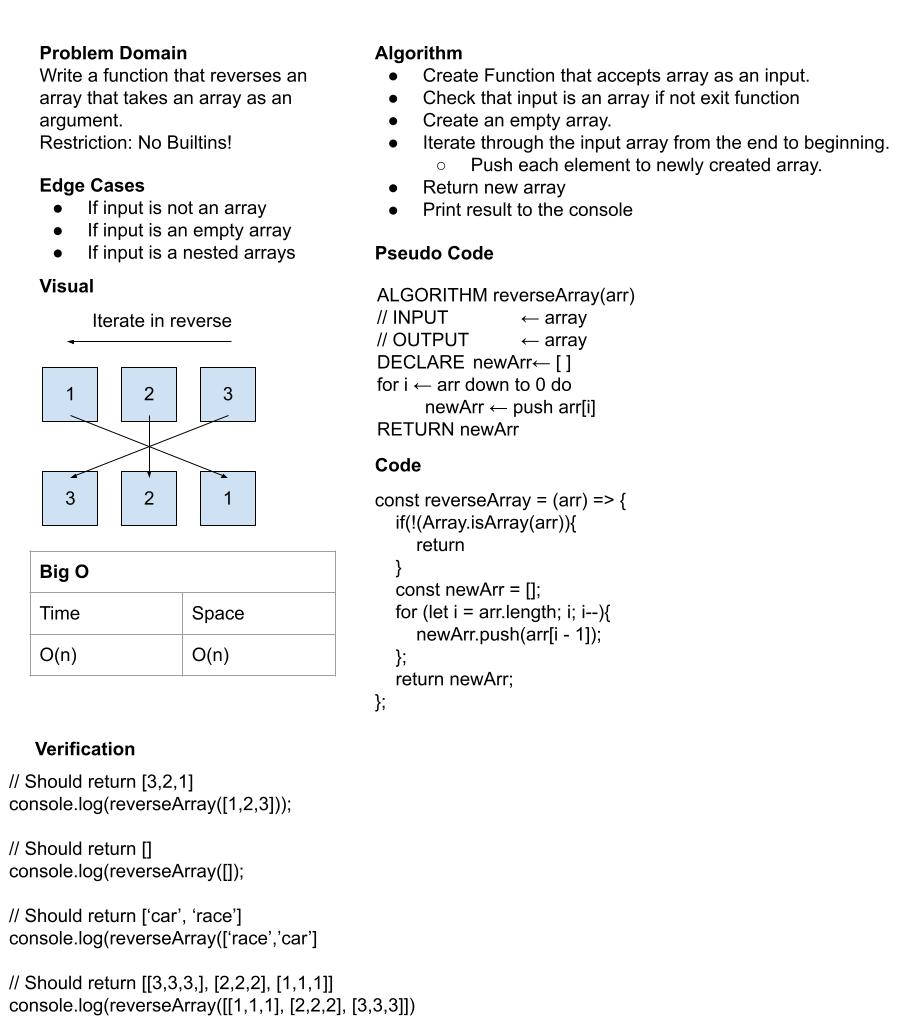 Problem Domain
Write a function that reverses an
array that takes an array as an
argument.
Restriction: No Builtins!
Edge Cases
● If input is not an array
● If input is an empty array
● If input is a nested arrays
Visual
Iterate in reverse
1 2 3
3 2 1
Big O
Time Space
O(n) O(n)
Algorithm
● Create Function that accepts array as an input.
● Check that input is an array if not exit function
● Create an empty array.
● Iterate through the input array from the end to beginning.
○ Push each element to newly created array.
● Return new array
● Print result to the console
Pseudo Code
ALGORITHM reverseArray(arr)
// INPUT ← array
// OUTPUT ← array
DECLARE newArr← [ ]
for i ← arr down to 0 do
newArr ← push arr[i]
RETURN newArr
Code
const reverseArray = (arr) => {
if(!(Array.isArray(arr)){
return
}
const newArr = [];
for (let i = arr.length; i; i--){
newArr.push(arr[i - 1]);
};
return newArr;
};
Verification
// Should return [3,2,1]
console.log(reverseArray([1,2,3]));
// Should return []
console.log(reverseArray([]);
// Should return [‘car’, ‘race’]
console.log(reverseArray([‘race’,’car’]
// Should return [[3,3,3,], [2,2,2], [1,1,1]]
console.log(reverseArray([[1,1,1], [2,2,2], [3,3,3]])